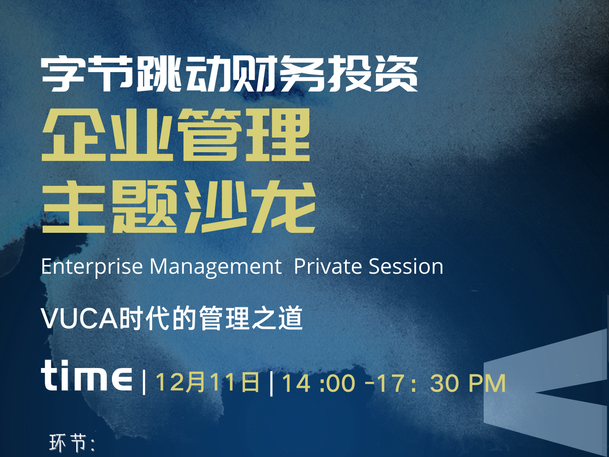 字节跳动财务投资
企业管理
主题沙龙
Enterprise Management Private Session
VUCA时代的管理之道
time | 12月11日 | 14 :00 -17: 30 PM
环节: